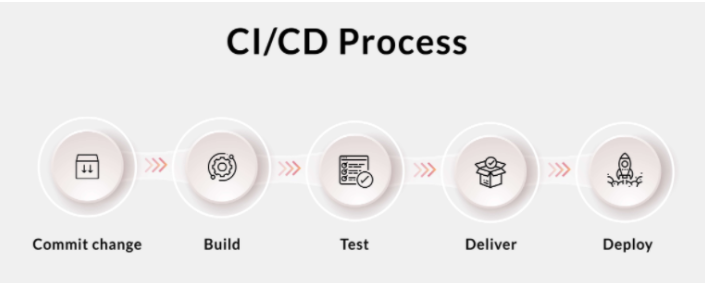 CI/CD Process
Commit change
Build
Test
Deliver
Deploy